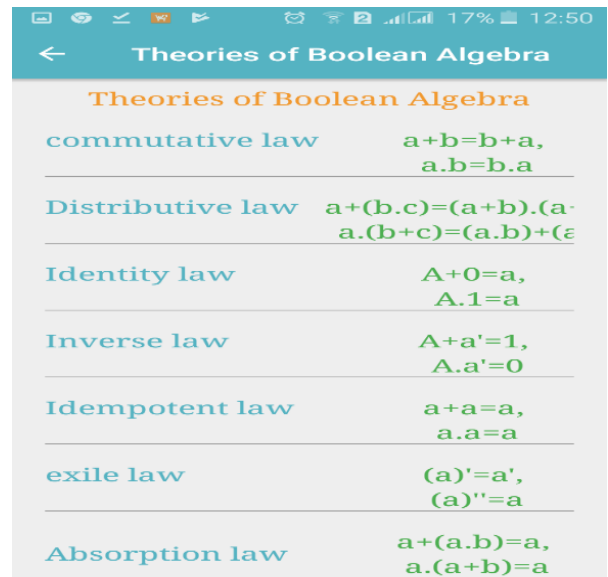 2 17% 12:50
← Theories of Boolean Algebra
Theories of Boolean Algebra
commutative law a+b=b+a,
a.b=b.a
Distributive law a+(b.c)=(a+b).(a
a.(b+c)=(a.b)+(
Identity law A+0=a,
A.1=a
Inverse law A+a'=1,
A.a'=0
Idempotent law a+a=a,
a.a=a
exile law (a)'=a',
(a)''=a
Absorption law a+(a.b)=a,
a.(a+b)=a